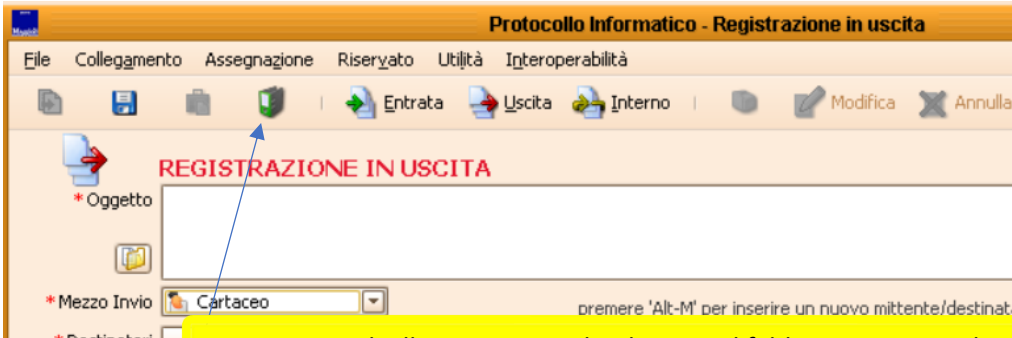 Protocollo Informatico - Registrazione in uscita
File Collegamento Assegnazione Riservato Utilità Interoperabilità
Entrata Uscita Interno Modifica Annulla
REGISTRAZIONE IN USCITA
* Oggetto
* Mezzo Invio Cartaceo
premere 'Alt-M' per inserire un nuovo mittente/destinat